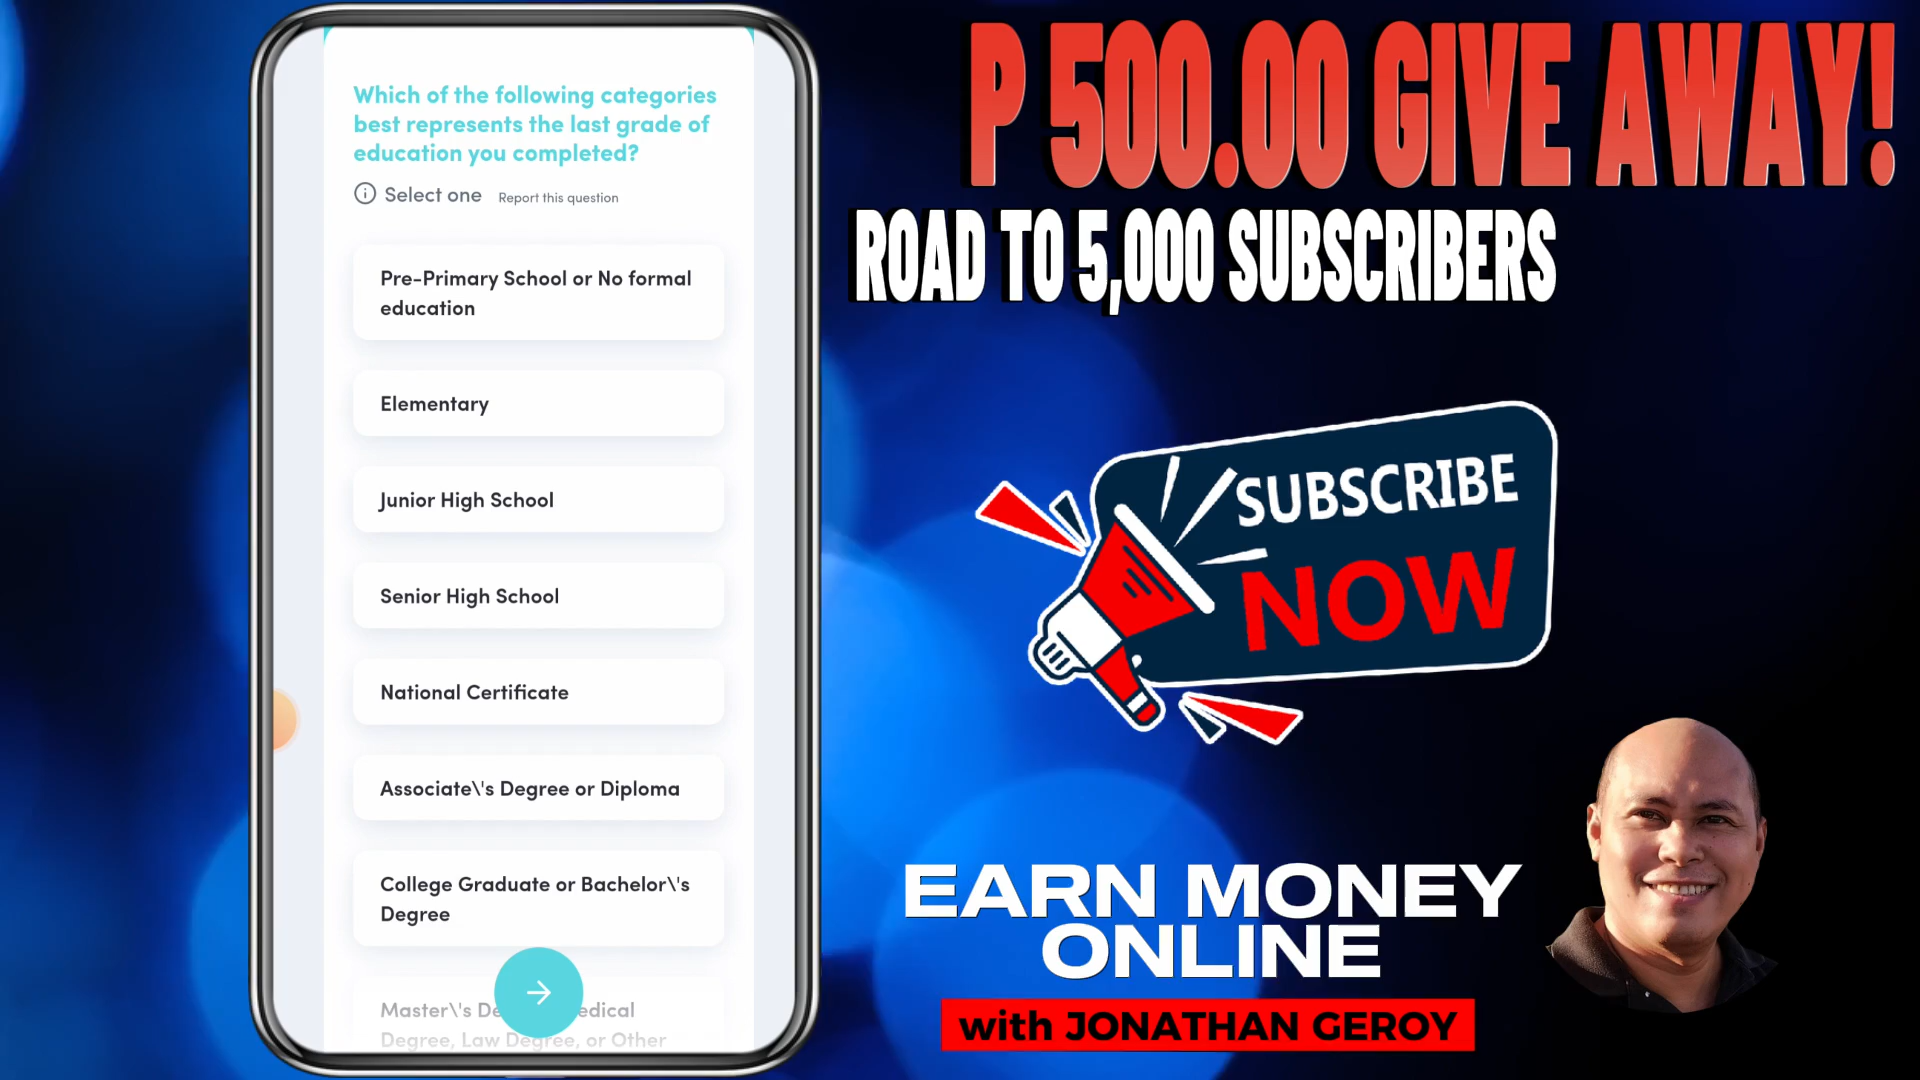 Which of the following categories
best represents the last grade of
education you completed?
Select one Report this question
Pre-Primary School or No formal
education
Elementary
Junior High School
Senior High School
National Certificate
Associate\'s Degree or Diploma
College Graduate or Bachelor\'s
Degree
Master\'s De edical
Degree, Law Degree, or Other
P 500.00 GIVE AWAY!
ROAD TO 5,000 SUBSCRIBERS
SUBSCRIBE
NOW
EARN MONEY
ONLINE
with JONATHAN GEROY